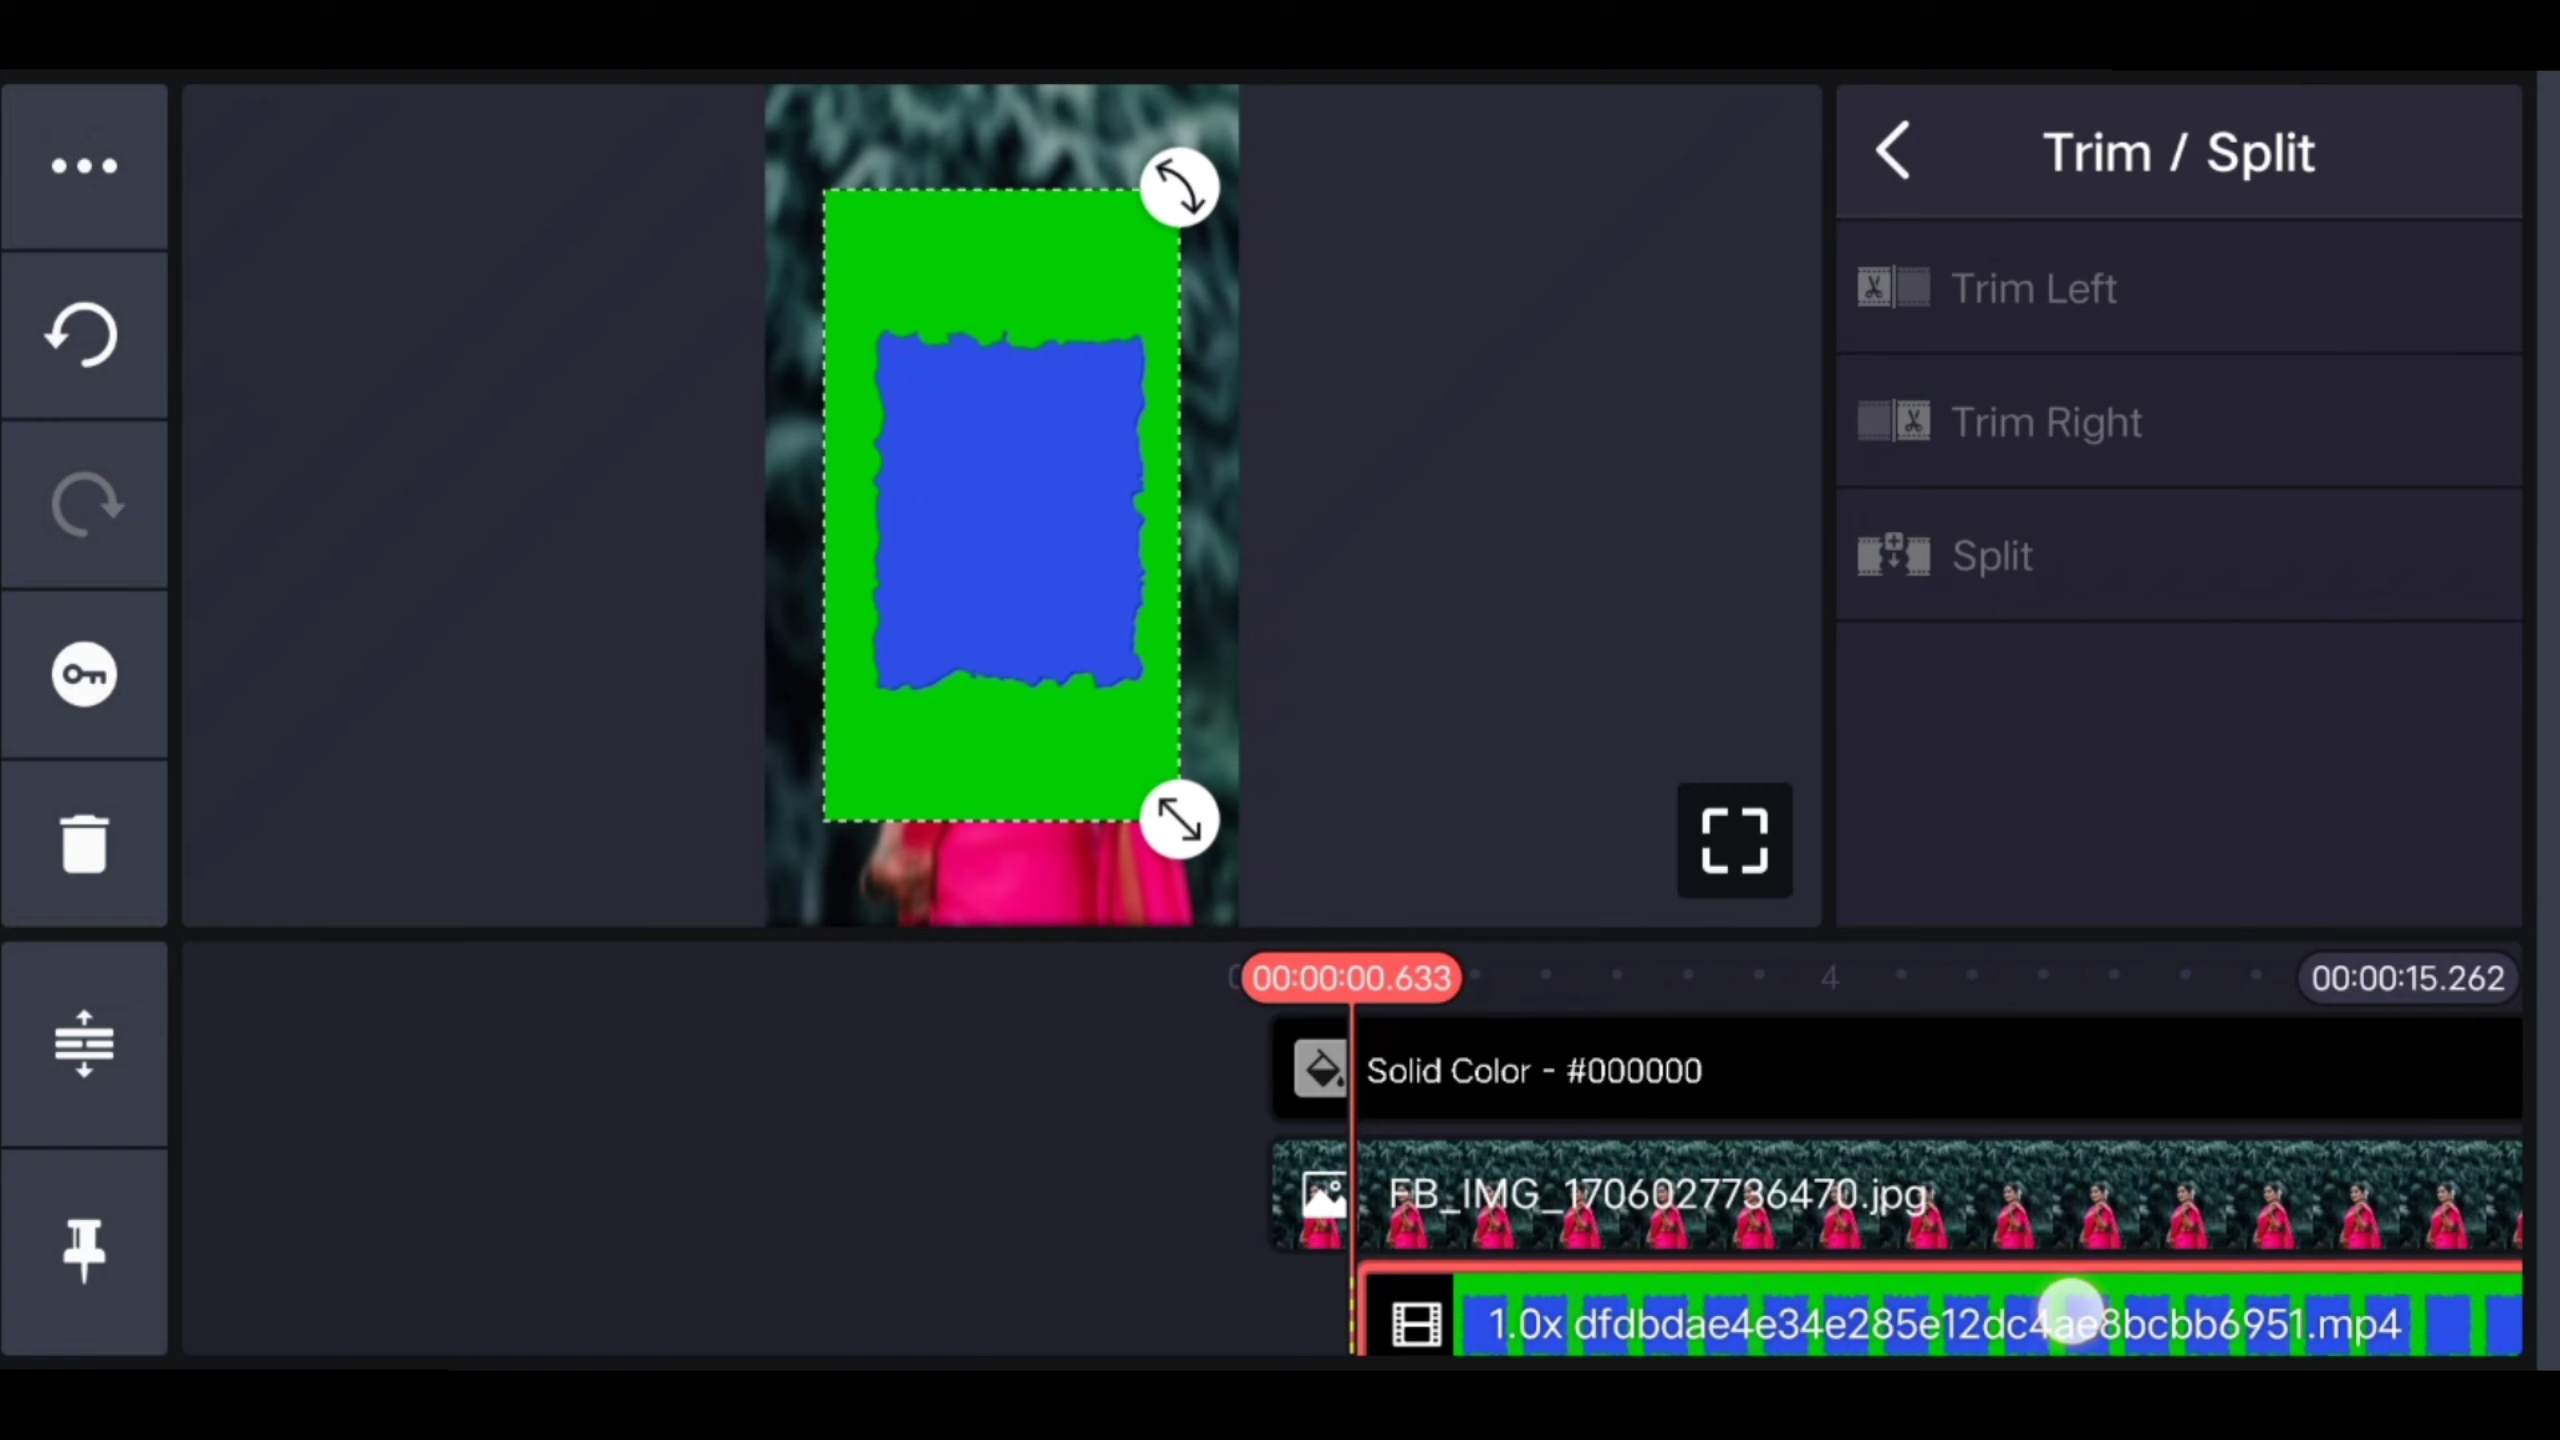 Trim / Split
Trim Left
Trim Right
Split
00:00:00.633
4
00:00:15.262
Solid Color - #000000
FB_IMG_1706027736470.jpg
1.0x dfdbdae4e34e285e12dc4ae8bcbb6951.mp4